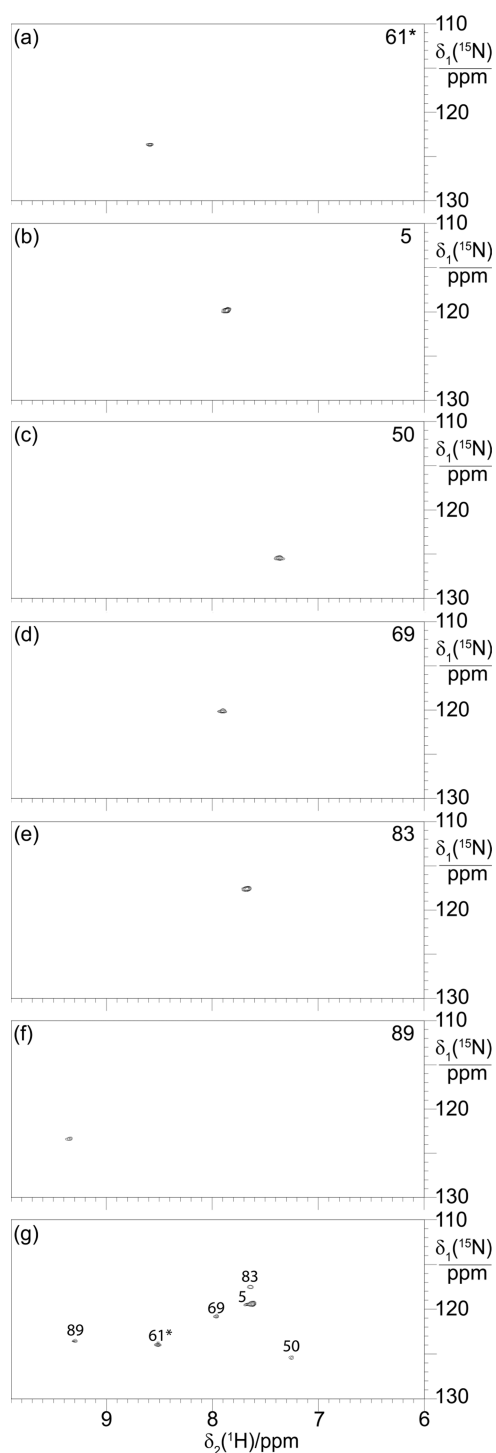 (a) 61* 110
δ₁(¹⁵N)
ppm
120
130
(b) 5 110
δ₁(¹⁵N)
ppm
120
130
(c) 50 110
δ₁(¹⁵N)
ppm
120
130
(d) 69 110
δ₁(¹⁵N)
ppm
120
130
(e) 83 110
δ₁(¹⁵N)
ppm
120
130
(f) 89 110
δ₁(¹⁵N)
ppm
120
130
(g) 110
δ₁(¹⁵N)
ppm
83
5
120
69
89
61*
50
130
9 8 7 6
δ₂(¹H)/ppm